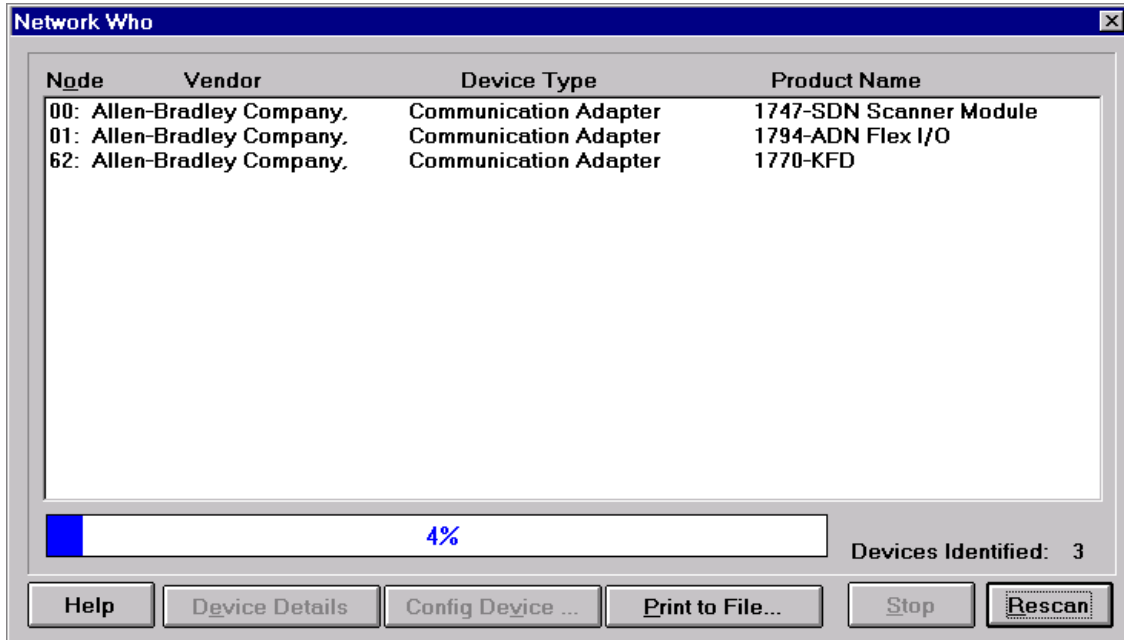 Network Who
Node Vendor Device Type Product Name
00: Allen-Bradley Company, Communication Adapter 1747-SDN Scanner Module
01: Allen-Bradley Company, Communication Adapter 1794-ADN Flex I/O
62: Allen-Bradley Company, Communication Adapter 1770-KFD
4%
Devices Identified: 3
Help Device Details Config Device ... Print to File... Stop Rescan